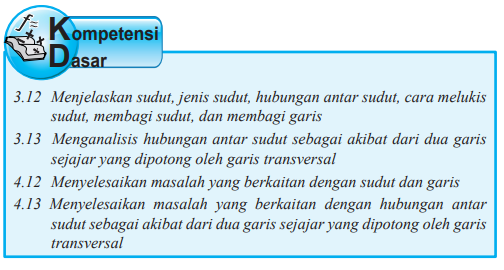 Kompetensi
Dasar
3.12 Menjelaskan sudut, jenis sudut, hubungan antar sudut, cara melukis
sudut, membagi sudut, dan membagi garis
3.13 Menganalisis hubungan antar sudut sebagai akibat dari dua garis
sejajar yang dipotong oleh garis transversal
4.12 Menyelesaikan masalah yang berkaitan dengan sudut dan garis
4.13 Menyelesaikan masalah yang berkaitan dengan hubungan antar
sudut sebagai akibat dari dua garis sejajar yang dipotong oleh garis
transversal